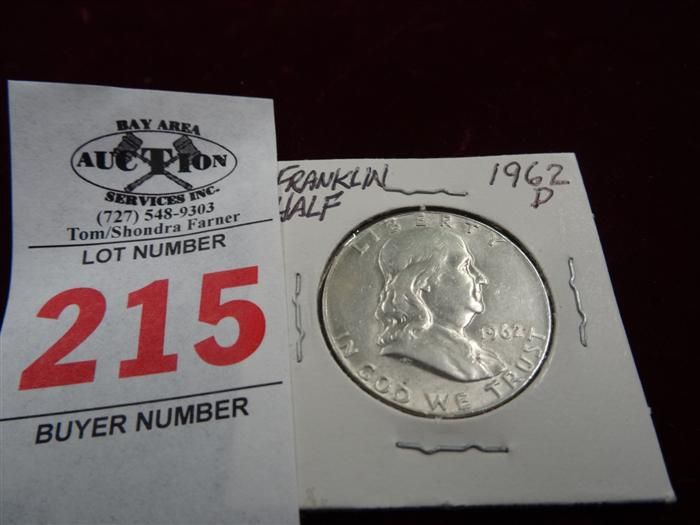 BAY AREA
AUCTION
SERVICES INC.
(727) 548-9303
Tom/Shondra Farner
LOT NUMBER
215
BUYER NUMBER
FRANKLIN
HALF
1962
D
LIBERTY
1962
IN GOD WE TRUST